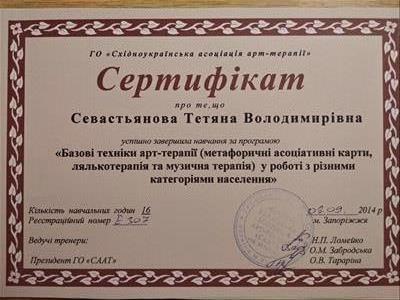 ГО «Східноукраїнська асоціація арт-терапії»
Сертифікат
про те,що
Севастьянова Тетяна Володимирівна
успішно завершила навчання за програмою
«Базові техніки арт-терапії (метафоричні асоціативні карти,
лялькотерапія та музична терапія) у роботі з різними
категоріями населення»
Кількість навчальних годин 16
Реєстраційний номер Е 307
2014 р
м. Запоріжжя
Ведучі тренери:
Н.П. Ломейко
О.М. Забродська
Президент ГО «СААТ»
О.В. Тараріна